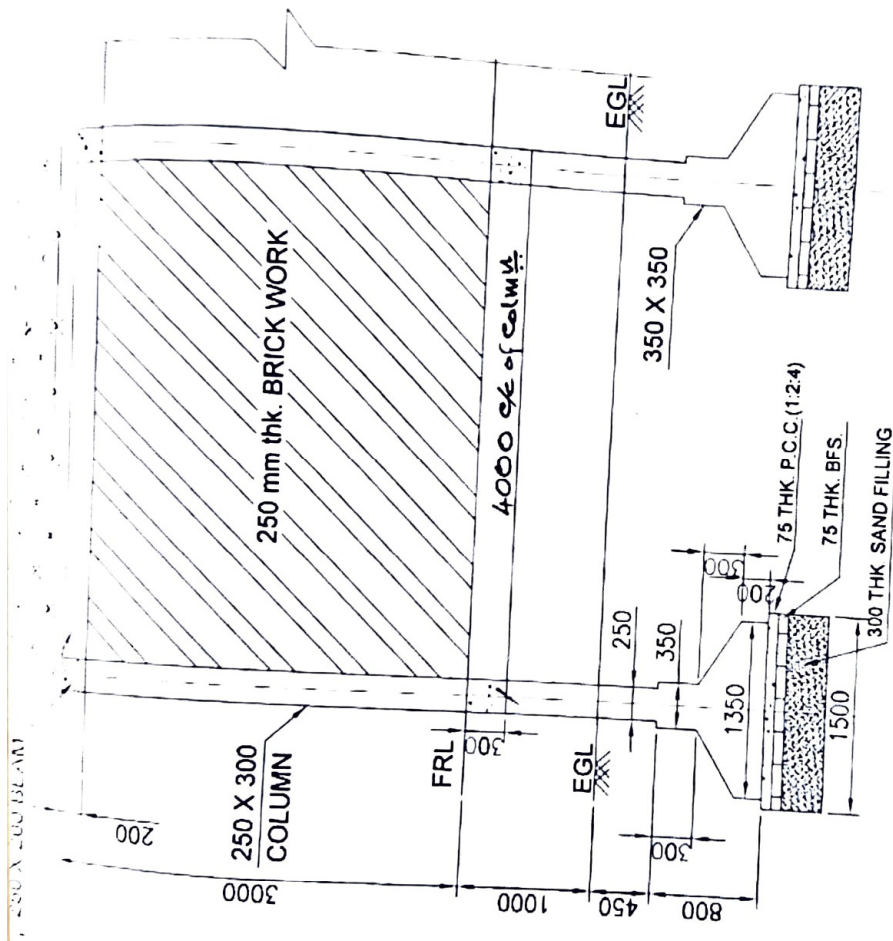 200
3000
1000
450
800
250 X 300
COLUMN
FRL
300
EGL
300
250 mm thk. BRICK WORK
4000 c/c of column
250
350
1350
1500
300
200
350 X 350
EGL
75 THK. P.C.C.(1:2:4)
75 THK. BFS.
300 THK SAND FILLING
BEAM